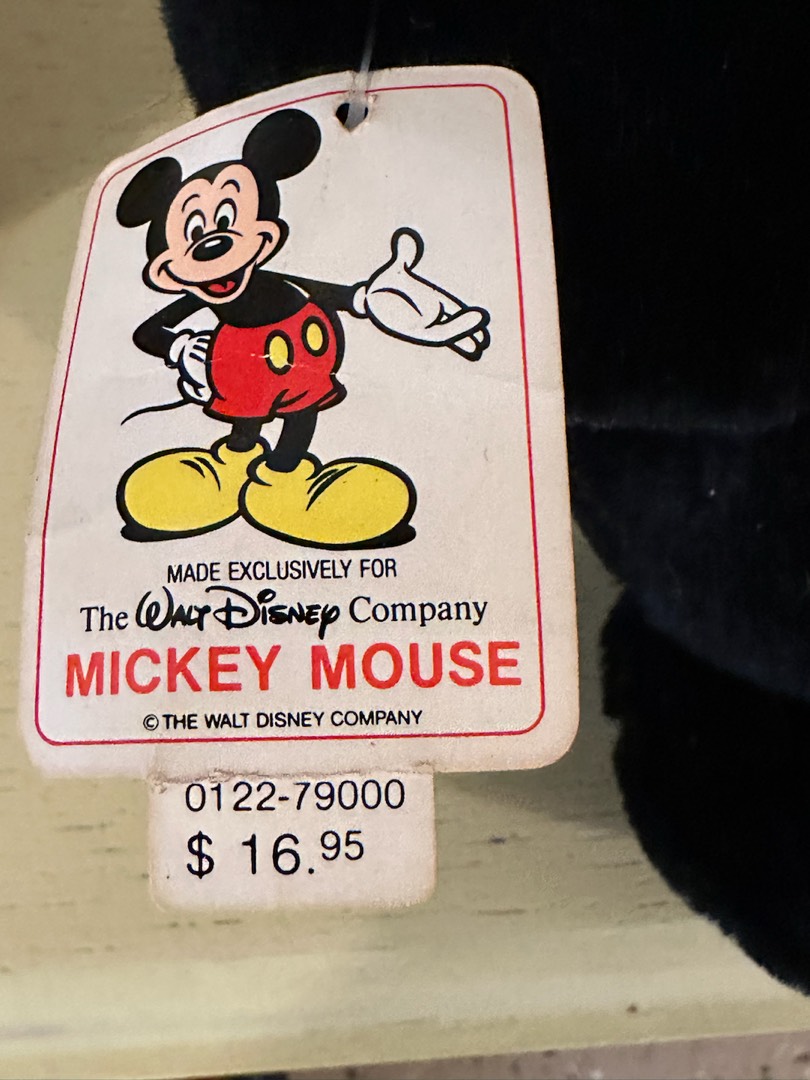 MADE EXCLUSIVELY FOR
The WALT DISNEY Company
MICKEY MOUSE
© THE WALT DISNEY COMPANY
0122-79000
$ 16.95